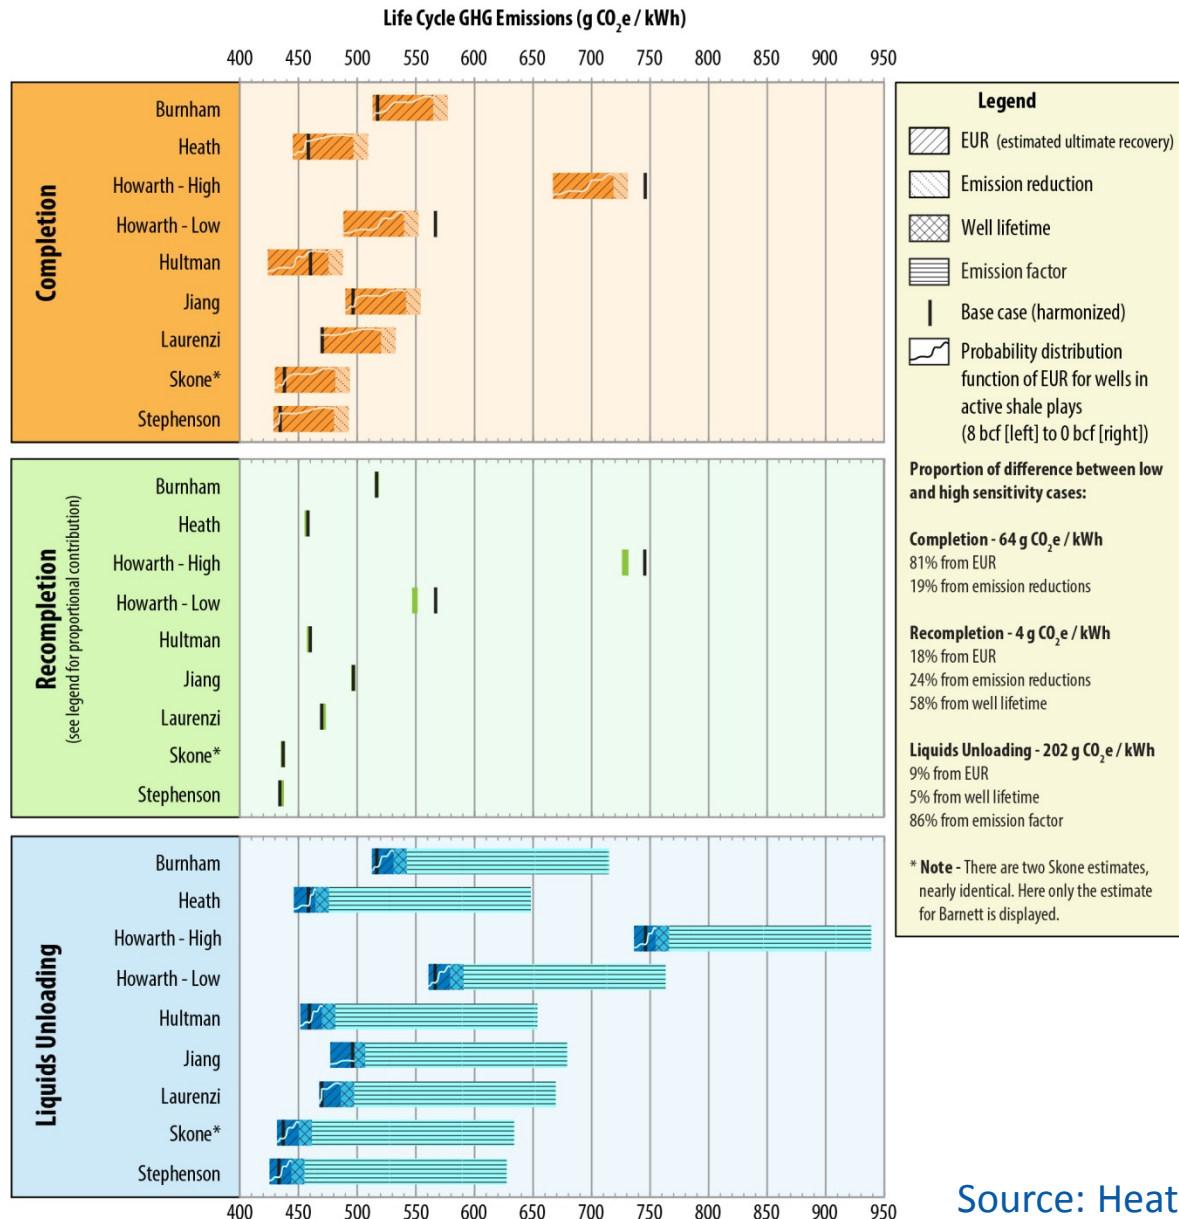 Life Cycle GHG Emissions (g CO₂e / kWh)
400 450 500 550 600 650 700 750 800 850 900 950
Completion
Burnham
Heath
Howarth - High
Howarth - Low
Hultman
Jiang
Laurenzi
Skone*
Stephenson
Recompletion
(see legend for proportional contribution)
Burnham
Heath
Howarth - High
Howarth - Low
Hultman
Jiang
Laurenzi
Skone*
Stephenson
Liquids Unloading
Burnham
Heath
Howarth - High
Howarth - Low
Hultman
Jiang
Laurenzi
Skone*
Stephenson
400 450 500 550 600 650 700 750 800 850 900 950
Legend
EUR (estimated ultimate recovery)
Emission reduction
Well lifetime
Emission factor
Base case (harmonized)
Probability distribution
function of EUR for wells in
active shale plays
(8 bcf [left] to 0 bcf [right])
Proportion of difference between low
and high sensitivity cases:
Completion - 64 g CO₂e / kWh
81% from EUR
19% from emission reductions
Recompletion - 4 g CO₂e / kWh
18% from EUR
24% from emission reductions
58% from well lifetime
Liquids Unloading - 202 g CO₂e / kWh
9% from EUR
5% from well lifetime
86% from emission factor
* Note - There are two Skone estimates,
nearly identical. Here only the estimate
for Barnett is displayed.
Source: Heat